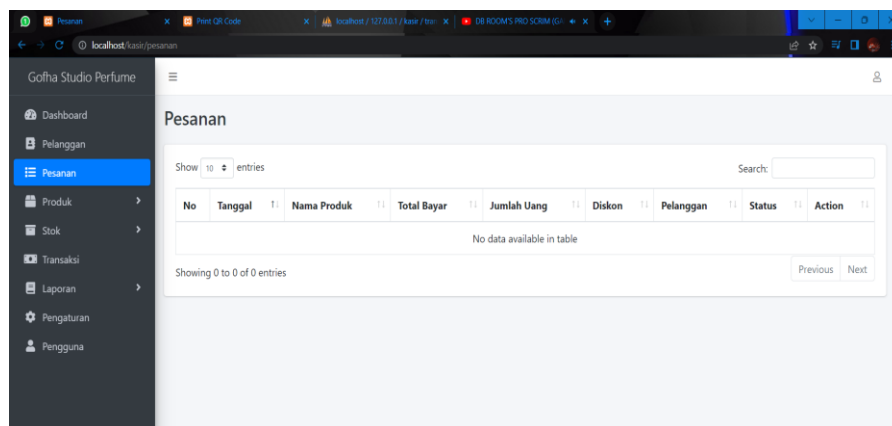 Pesanan
Print QR Code
localhost / 127.0.0.1 / kasir / tran
DB ROOM'S PRO SCRIM (GA
localhost/kasir/pesanan
Gofha Studio Perfume
Dashboard
Pelanggan
Pesanan
Produk
Stok
Transaksi
Laporan
Pengaturan
Pengguna
Pesanan
Show 10 entries
Search:
No Tanggal Nama Produk Total Bayar Jumlah Uang Diskon Pelanggan Status Action
No data available in table
Showing 0 to 0 of 0 entries
Previous Next